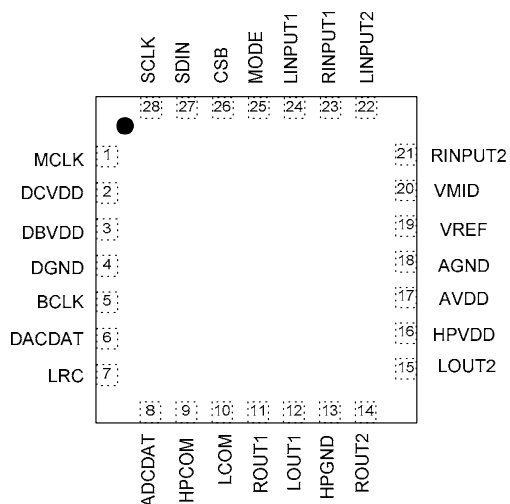 SCLK SDIN CSB MODE LINPUT1 RINPUT1 LINPUT2
28 27 26 25 24 23 22
MCLK 1
DCVDD 2
DBVDD 3
DGND 4
BCLK 5
DACDAT 6
LRC 7
21 RINPUT2
20 VMID
19 VREF
18 AGND
17 AVDD
16 HPVDD
15 LOUT2
8 9 10 11 12 13 14
ADCDAT HPCOM LCOM ROUT1 LOUT1 HPGND ROUT2